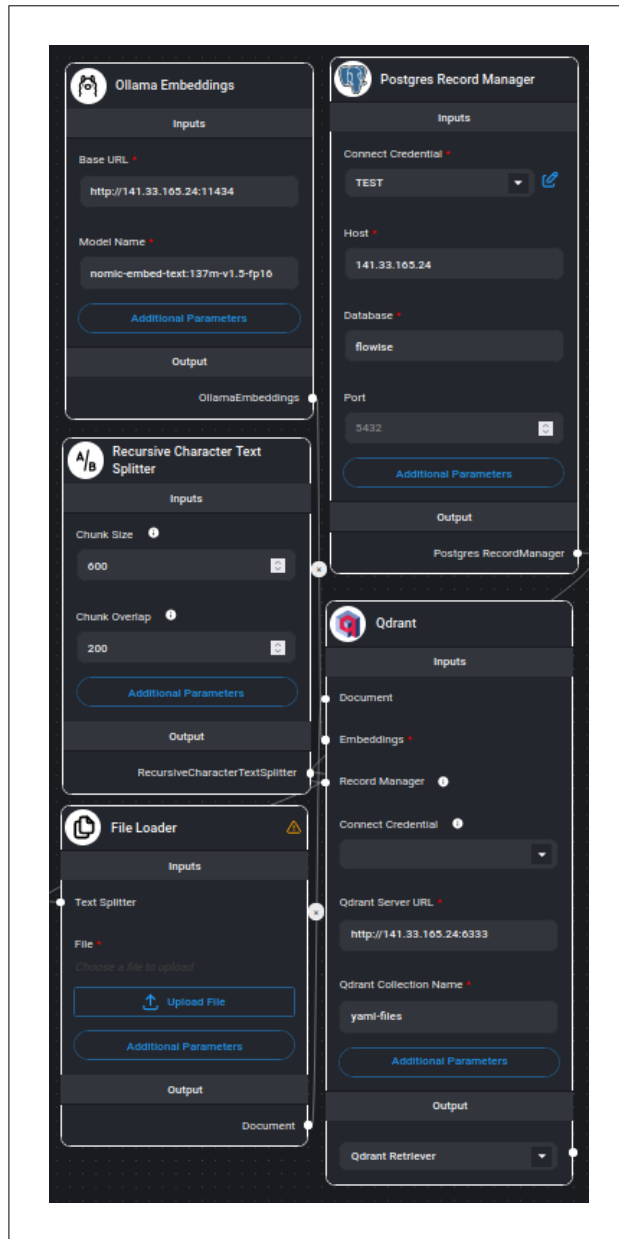 Ollama Embeddings
Inputs
Base URL *
http://141.33.165.24:11434
Model Name *
nomic-embed-text:137m-v1.5-fp16
Additional Parameters
Output
OllamaEmbeddings
Postgres Record Manager
Inputs
Connect Credential *
TEST
Host *
141.33.165.24
Database *
flowise
Port
5432
Additional Parameters
Output
Postgres RecordManager
A/B
Recursive Character Text
Splitter
Inputs
Chunk Size
600
Chunk Overlap
200
Additional Parameters
Output
RecursiveCharacterTextSplitter
File Loader
Inputs
Text Splitter
File *
Choose a file to upload
Upload File
Additional Parameters
Output
Document
Qdrant
Inputs
Document
Embeddings *
Record Manager
Connect Credential
Qdrant Server URL *
http://141.33.165.24:6333
Qdrant Collection Name *
yaml-files
Additional Parameters
Output
Qdrant Retriever